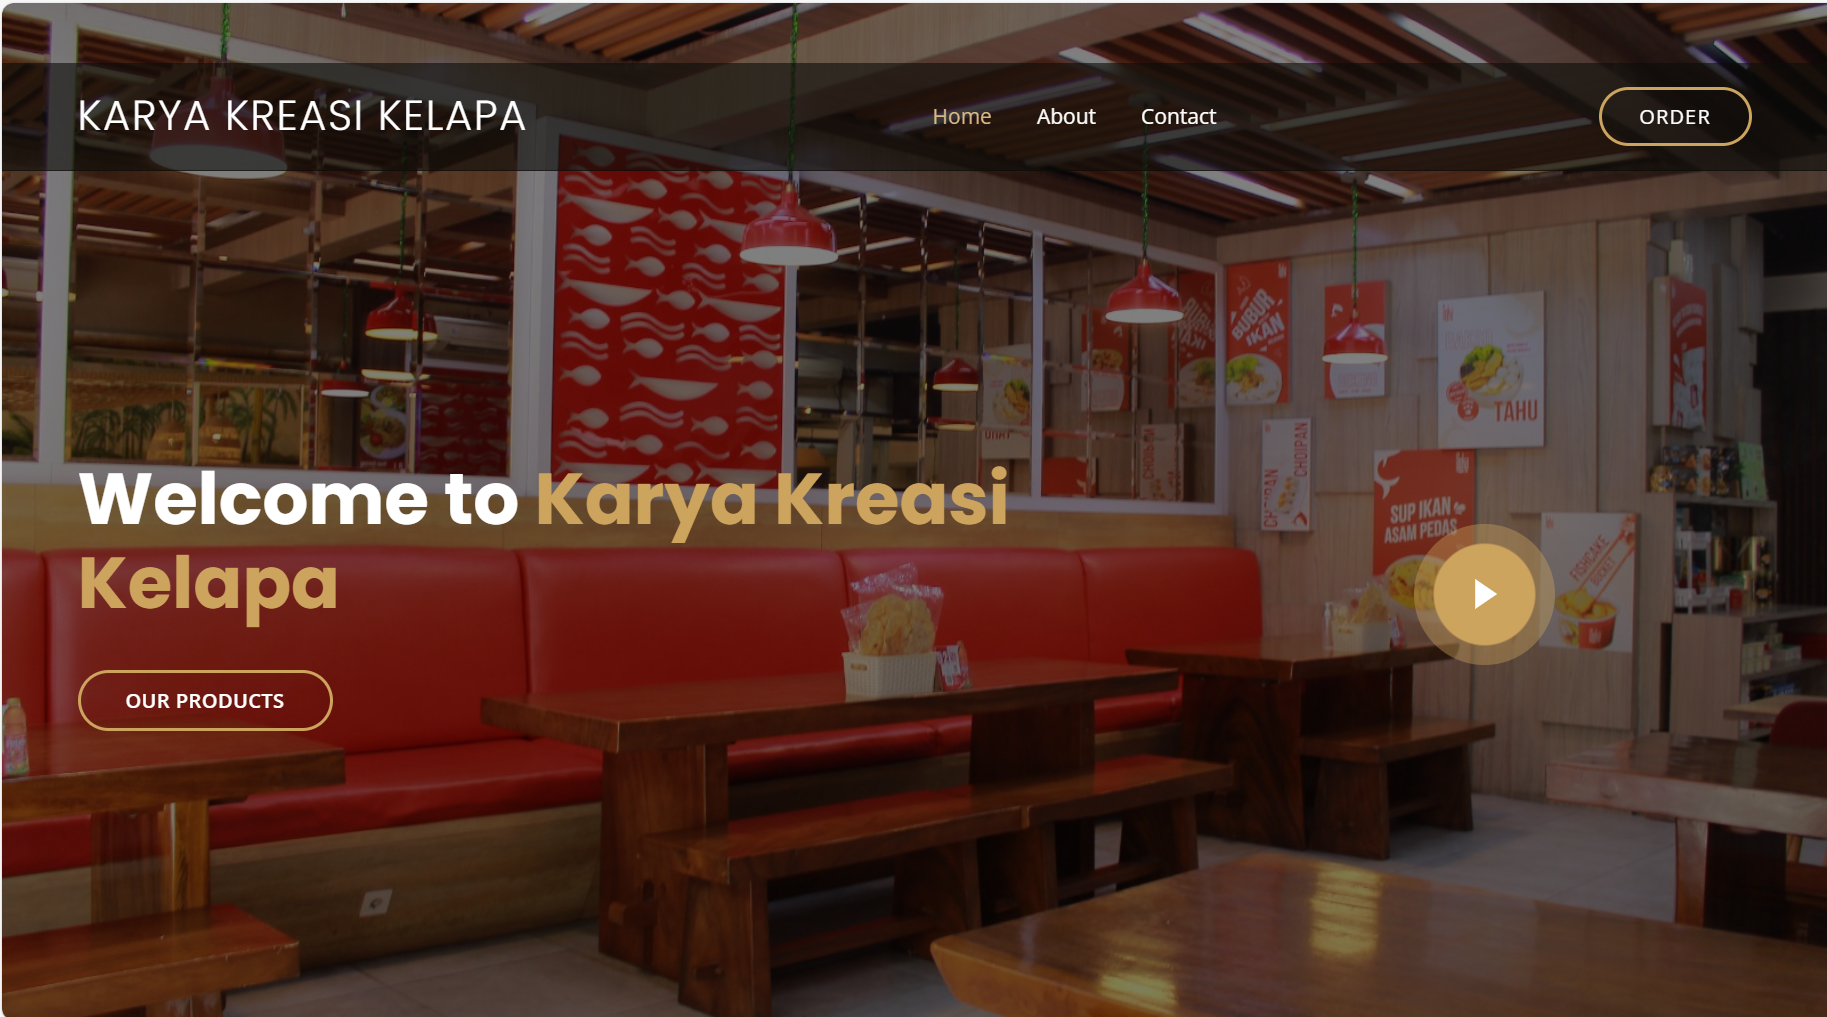 KARYA KREASI KELAPA
Home
About
Contact
ORDER
BUBUR
IKAN
TAHU
CHOIPAN
CHOIPAN
SUP IKAN
ASAM PEDAS
FISHCAKE
BUCKET
Welcome to Karya Kreasi
Kelapa
OUR PRODUCTS